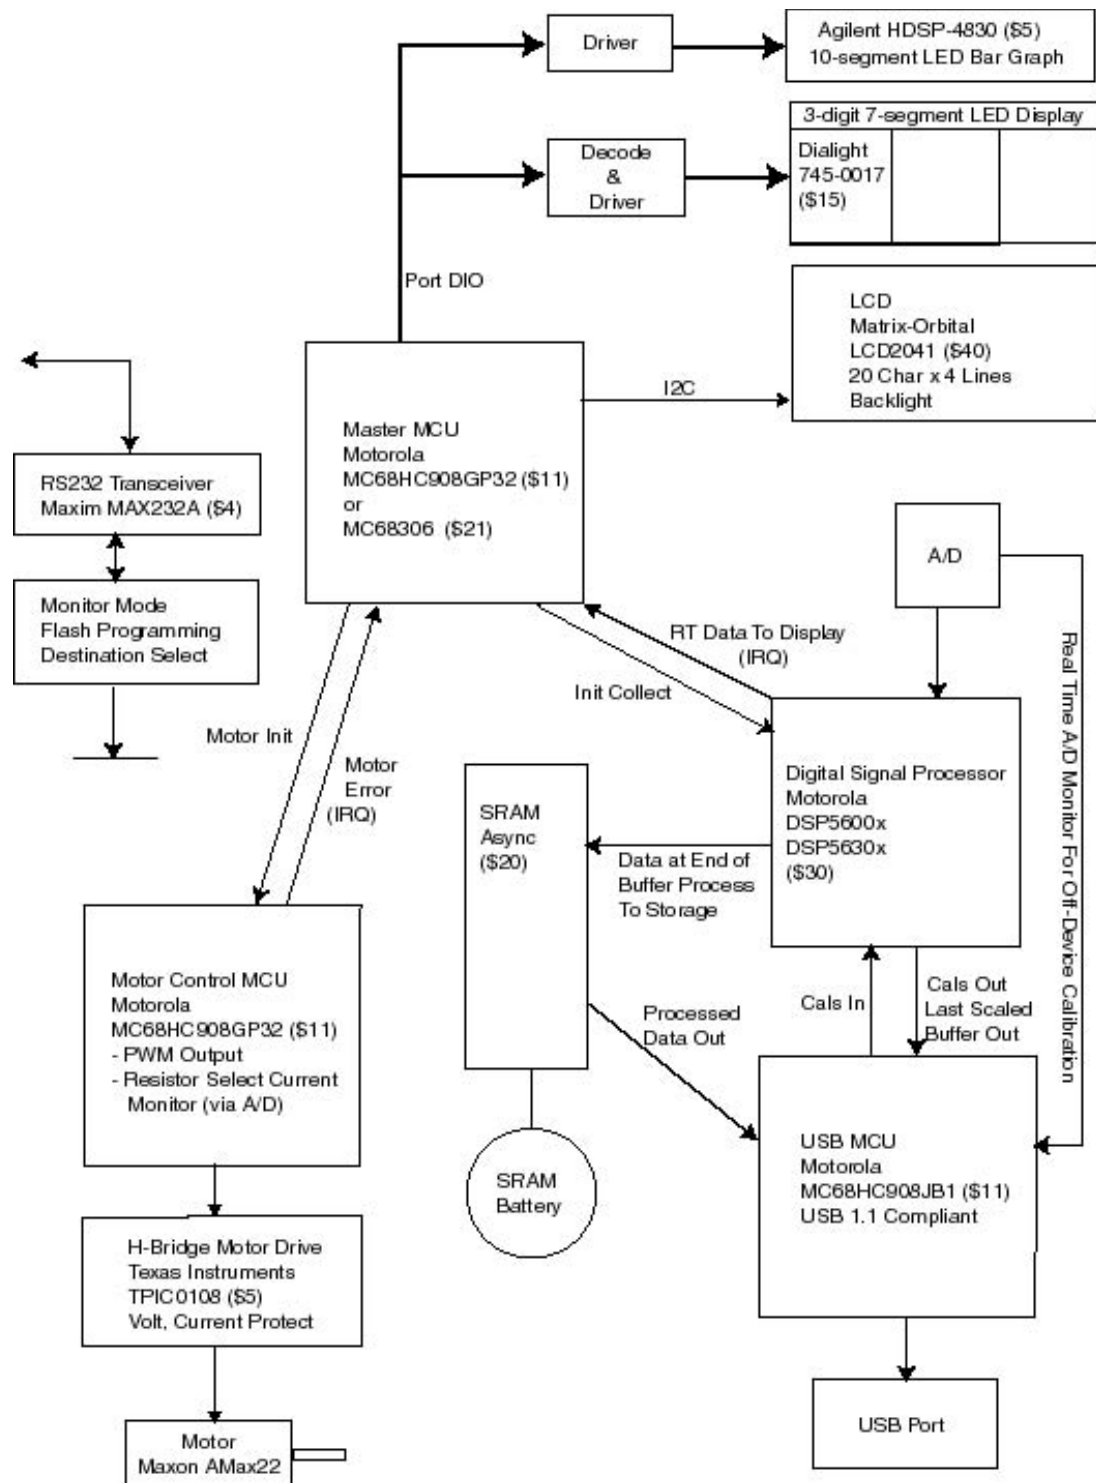 Driver
Agilent HDSP-4830 ($5)
10-segment LED Bar Graph
3-digit 7-segment LED Display
Decode
&
Driver
Dialight
745-0017
($15)
Port DIO
LCD
Matrix-Orbital
LCD2041 ($40)
20 Char x 4 Lines
Backlight
I2C
Master MCU
Motorola
MC68HC908GP32 ($11)
or
MC68306 ($21)
RS232 Transceiver
Maxim MAX232A ($4)
A/D
Monitor Mode
Flash Programming
Destination Select
RT Data To Display
(IRQ)
Init Collect
Real Time A/D Monitor For Off-Device Calibration
Motor Init
Motor
Error
(IRQ)
SRAM
Async
($20)
Digital Signal Processor
Motorola
DSP5600x
DSP5630x
($30)
Data at End of
Buffer Process
To Storage
Motor Control MCU
Motorola
MC68HC908GP32 ($11)
- PWM Output
- Resistor Select Current
Monitor (via A/D)
Processed
Data Out
Cals In
Cals Out
Last Scaled
Buffer Out
SRAM
Battery
USB MCU
Motorola
MC68HC908JB1 ($11)
USB 1.1 Compliant
H-Bridge Motor Drive
Texas Instruments
TPIC0108 ($5)
Volt, Current Protect
USB Port
Motor
Maxon AMax22